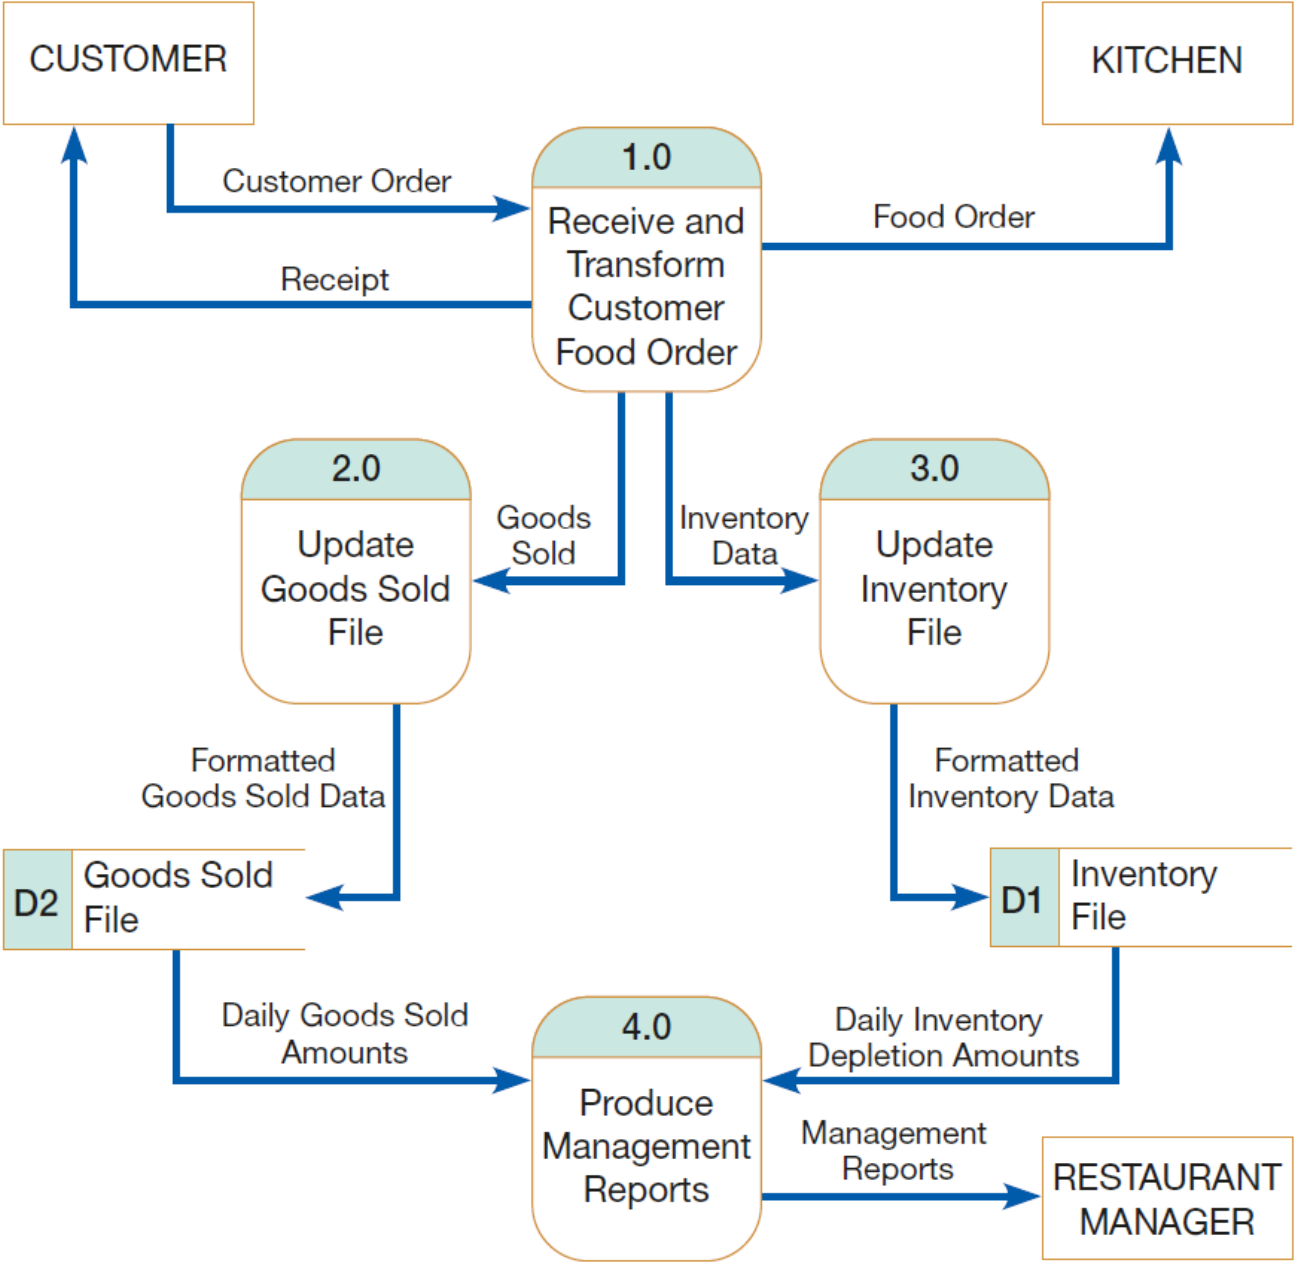 CUSTOMER
KITCHEN
1.0
Receive and
Transform
Customer
Food Order
Customer Order
Receipt
Food Order
2.0
Update
Goods Sold
File
Goods
Sold
Inventory
Data
3.0
Update
Inventory
File
Formatted
Goods Sold Data
Formatted
Inventory Data
D2
Goods Sold
File
D1
Inventory
File
Daily Goods Sold
Amounts
4.0
Produce
Management
Reports
Daily Inventory
Depletion Amounts
Management
Reports
RESTAURANT
MANAGER